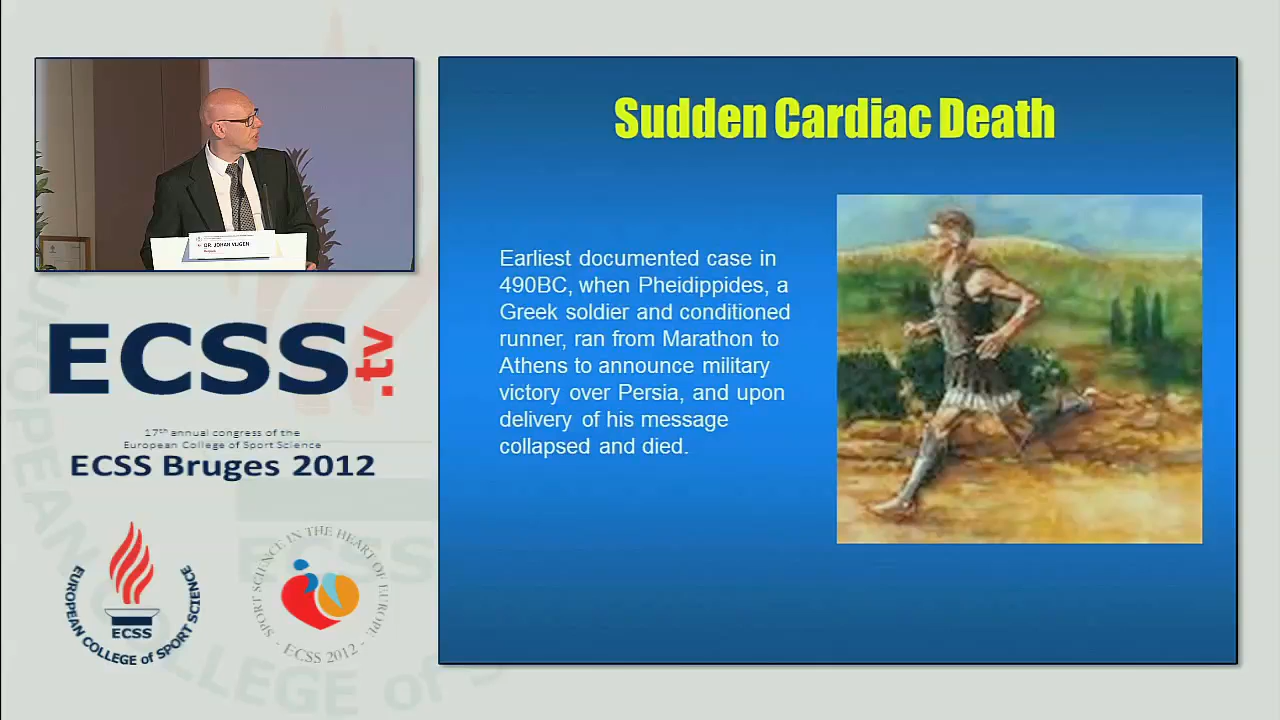 Sudden Cardiac Death
Earliest documented case in
490BC, when Pheidippides, a
Greek soldier and conditioned
runner, ran from Marathon to
Athens to announce military
victory over Persia, and upon
delivery of his message
collapsed and died.
DR. JOHAN VIJGEN
ECSS.tv
17th annual congress of the
European College of Sport Science
ECSS Bruges 2012
EUROPEAN COLLEGE of SPORT SCIENCE
ECSS
SPORT SCIENCE IN THE HEART OF EUROPE
- ECSS 2012 -